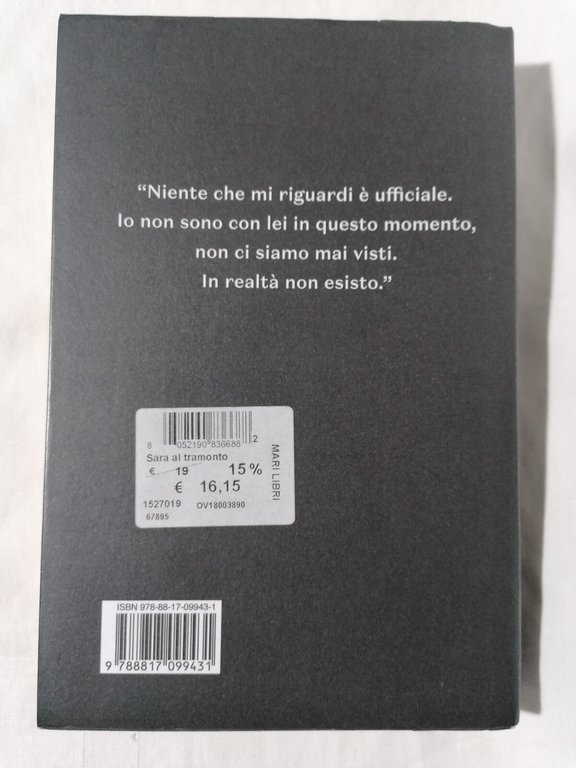 “Niente che mi riguardi è ufficiale.
Io non sono con lei in questo momento,
non ci siamo mai visti.
In realtà non esisto.”
8 052190 836686 2
Sara al tramonto
€ 19 15 %
€ 16,15
1527019 OV18003890
67895
MARI LIBRI
ISBN 978-88-17-09943-1
9 788817 099431